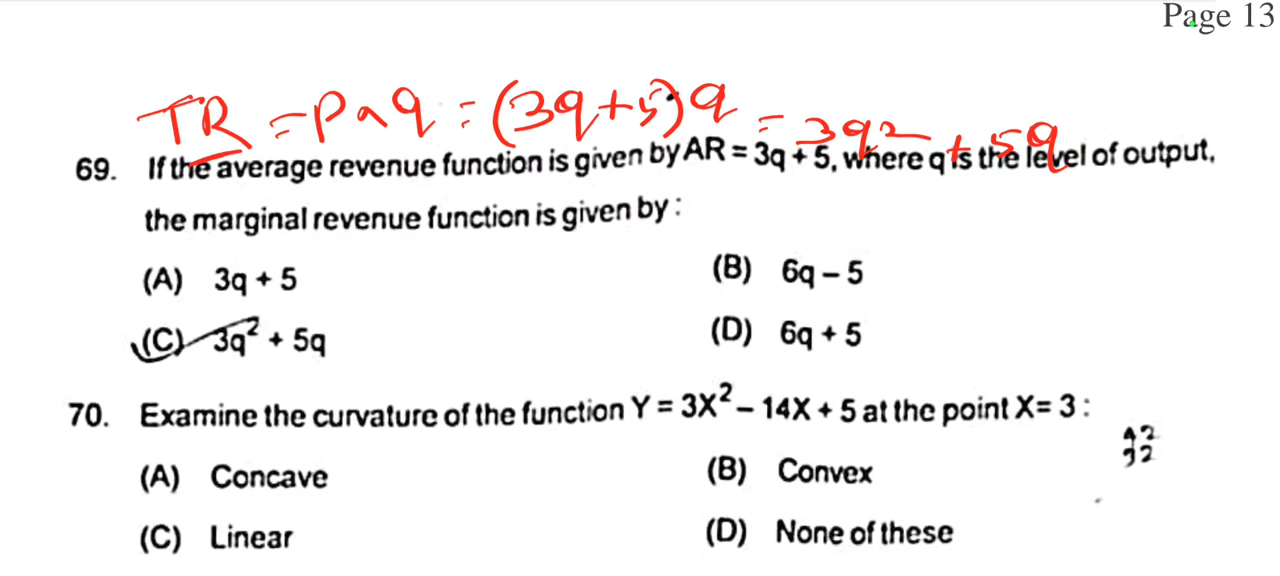 Page 13
TR = P×q = (3q+5)q = 3q² + 5q
69. If the average revenue function is given by AR = 3q + 5, where q is the level of output,
the marginal revenue function is given by :
(A) 3q + 5
(B) 6q – 5
(C) 3q² + 5q
(D) 6q + 5
70. Examine the curvature of the function Y = 3X² – 14X + 5 at the point X= 3 :
(A) Concave
(B) Convex
(C) Linear
(D) None of these